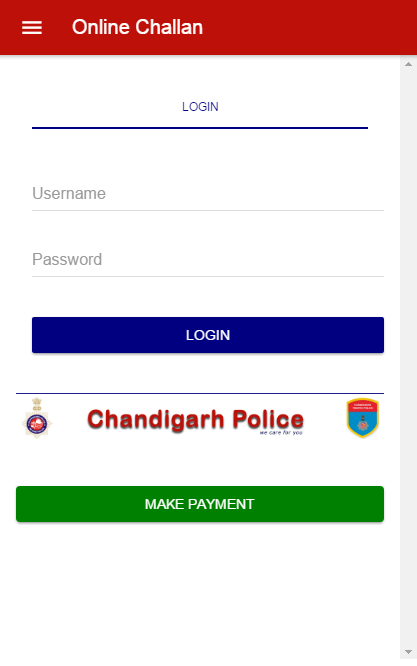 Online Challan
LOGIN
Username
Password
LOGIN
Chandigarh Police
we care for you
MAKE PAYMENT